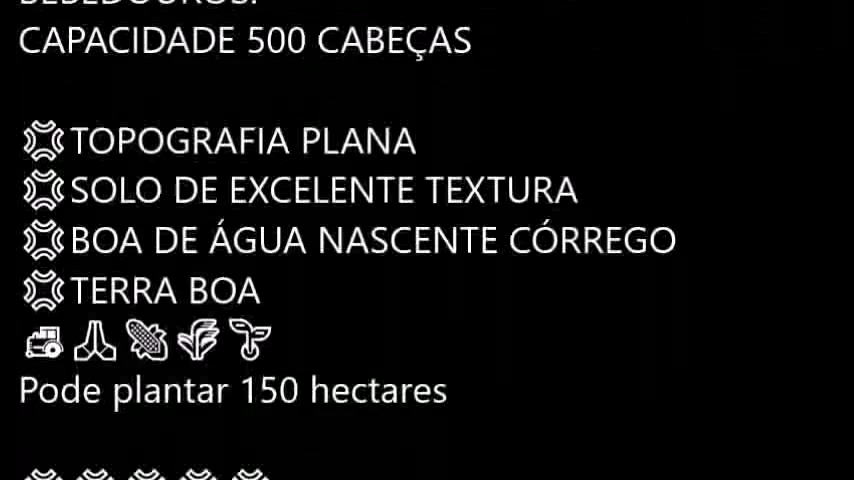 BEBEDOUROS.
CAPACIDADE 500 CABEÇAS
💢TOPOGRAFIA PLANA
💢SOLO DE EXCELENTE TEXTURA
💢BOA DE ÁGUA NASCENTE CÓRREGO
💢TERRA BOA
🚜🙏🌽🌾🌱
Pode plantar 150 hectares
💢💢💢💢💢